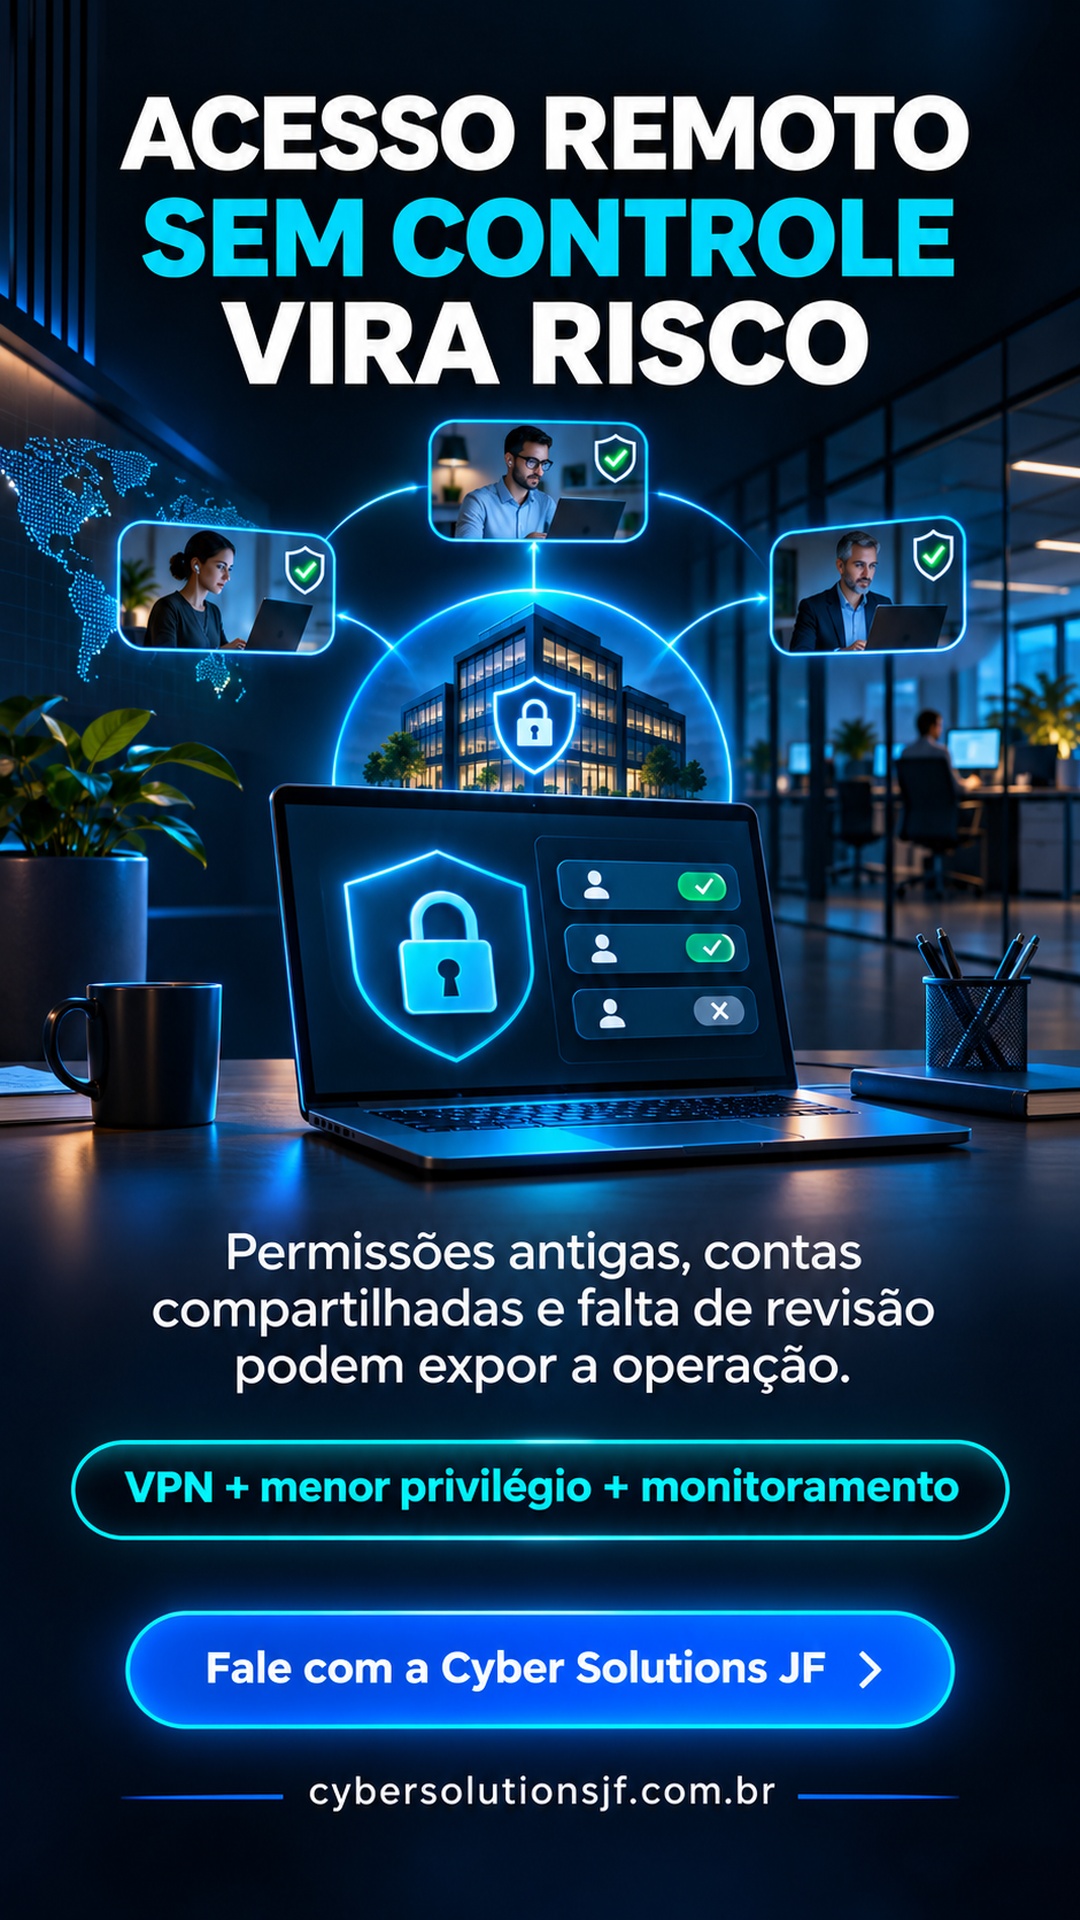 ACESSO REMOTO
SEM CONTROLE
VIRA RISCO
Permissões antigas, contas
compartilhadas e falta de revisão
podem expor a operação.
VPN + menor privilégio + monitoramento
Fale com a Cyber Solutions JF
cybersolutionsjf.com.br